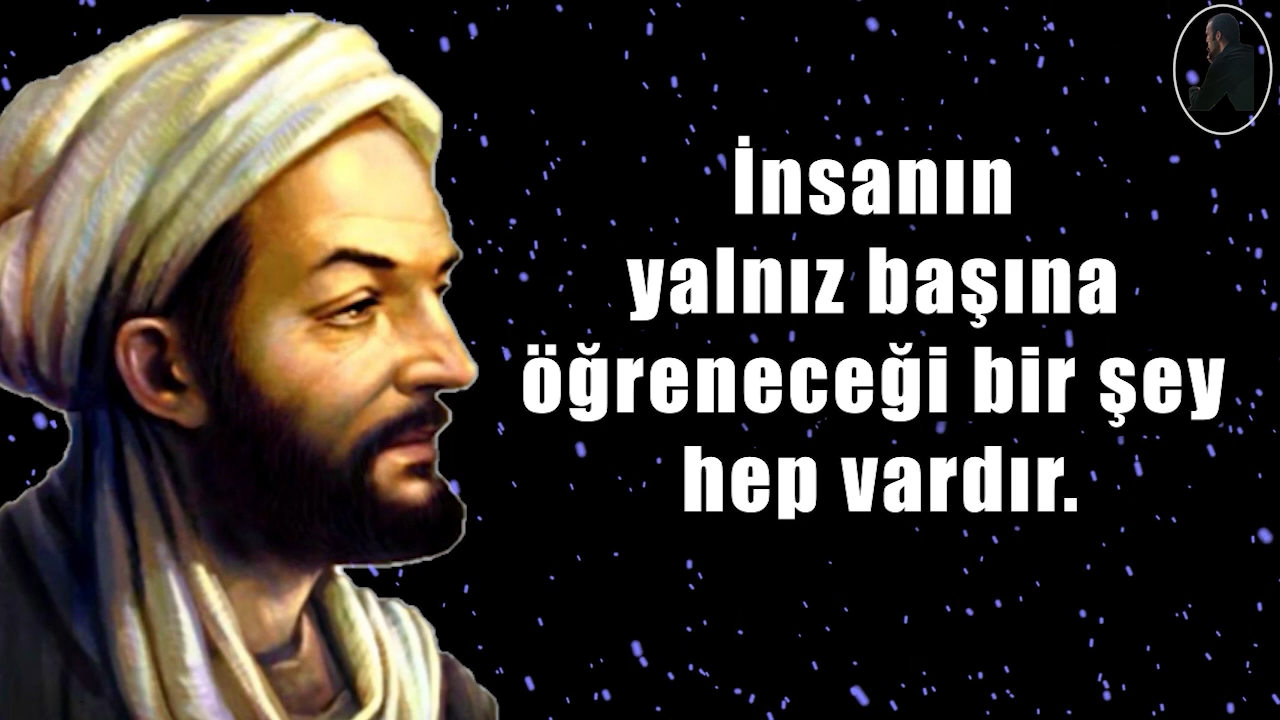 İnsanın
yalnız başına
öğreneceği bir şey
hep vardır.